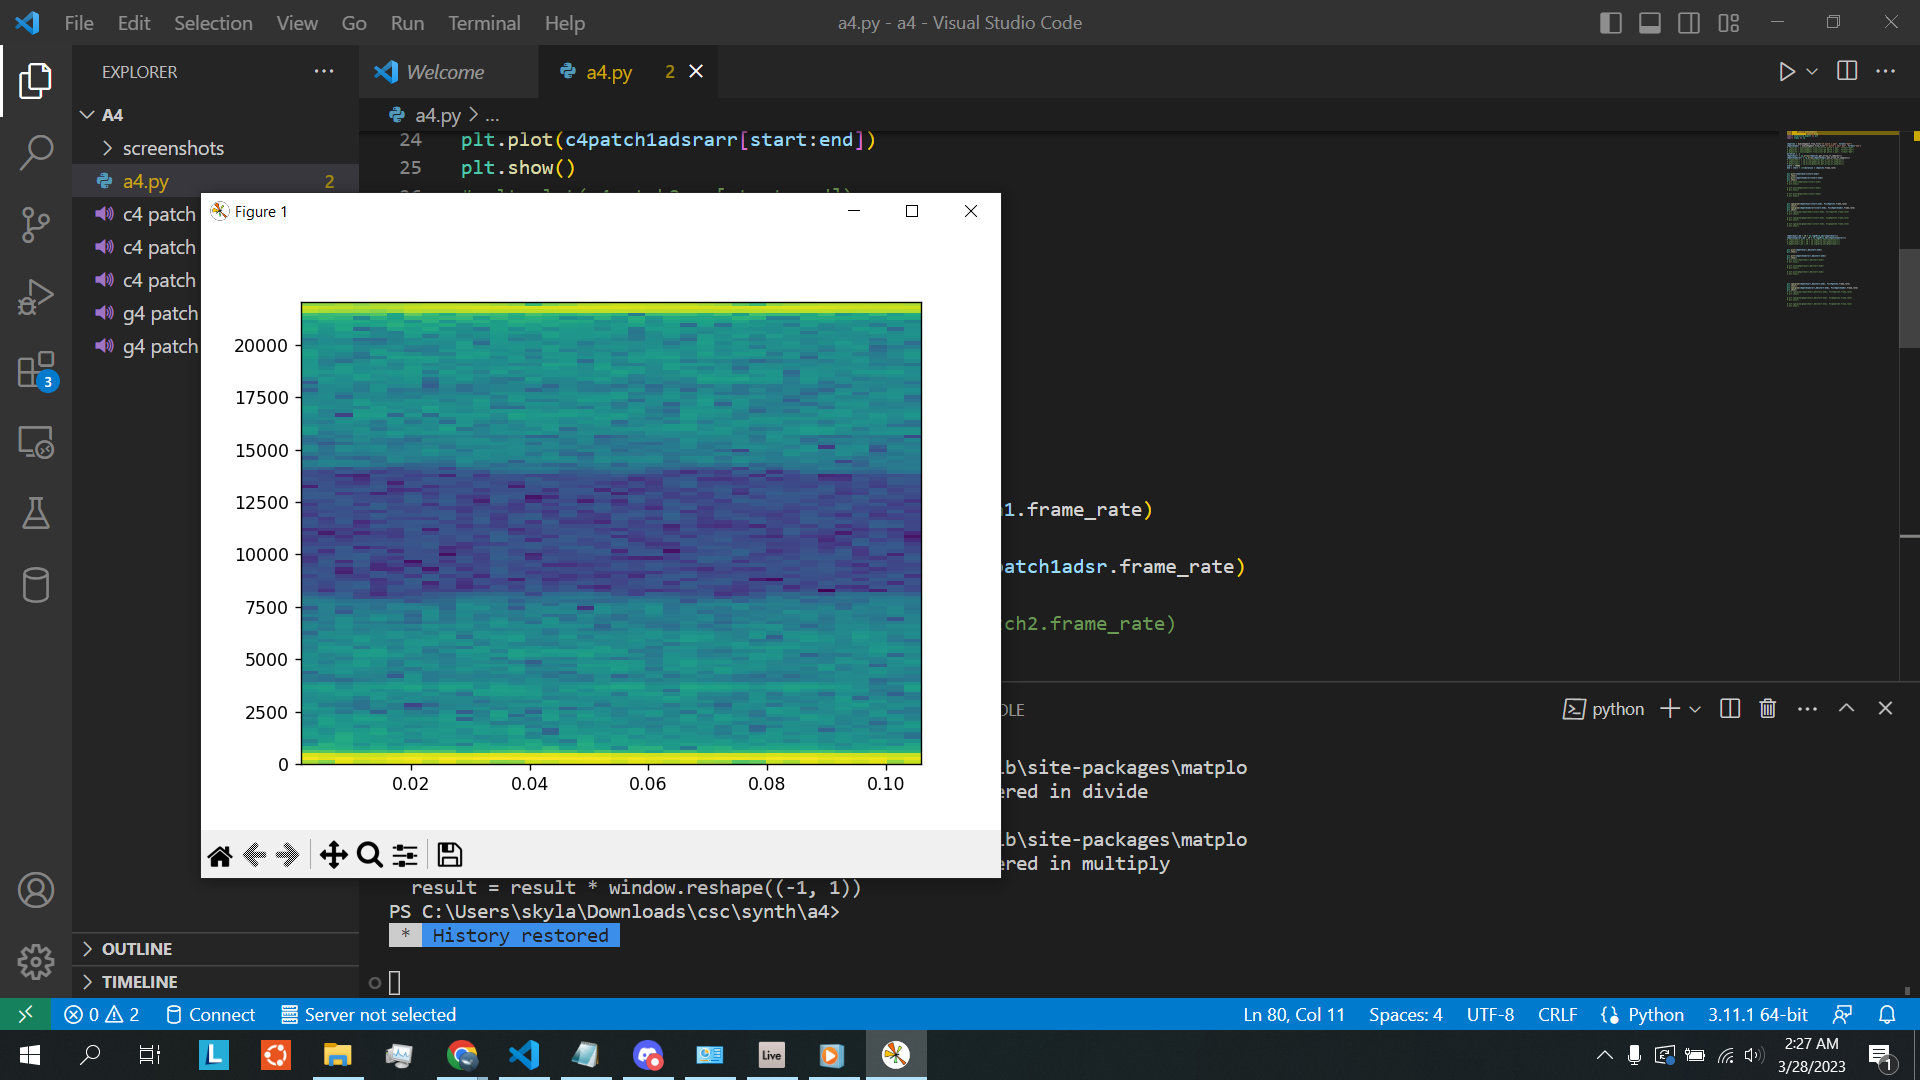 File Edit Selection View Go Run Terminal Help
a4.py - a4 - Visual Studio Code
EXPLORER
Welcome
a4.py 2
A4
screenshots
a4.py 2
c4 patch
c4 patch
c4 patch
g4 patch
g4 patch
a4.py > ...
24 plt.plot(c4patch1adsrarr[start:end])
25 plt.show()
Figure 1
20000
17500
15000
12500
10000
7500
5000
2500
0
0.02 0.04 0.06 0.08 0.10
1.frame_rate)
patch1adsr.frame_rate)
ch2.frame_rate)
OLE
python
b\site-packages\matplo
ered in divide
b\site-packages\matplo
ered in multiply
result = result * window.reshape((-1, 1))
PS C:\Users\skyla\Downloads\csc\synth\a4>
* History restored
3
OUTLINE
TIMELINE
0 2 Connect Server not selected
Ln 80, Col 11 Spaces: 4 UTF-8 CRLF Python 3.11.1 64-bit
L
Live
2:27 AM
3/28/2023
1